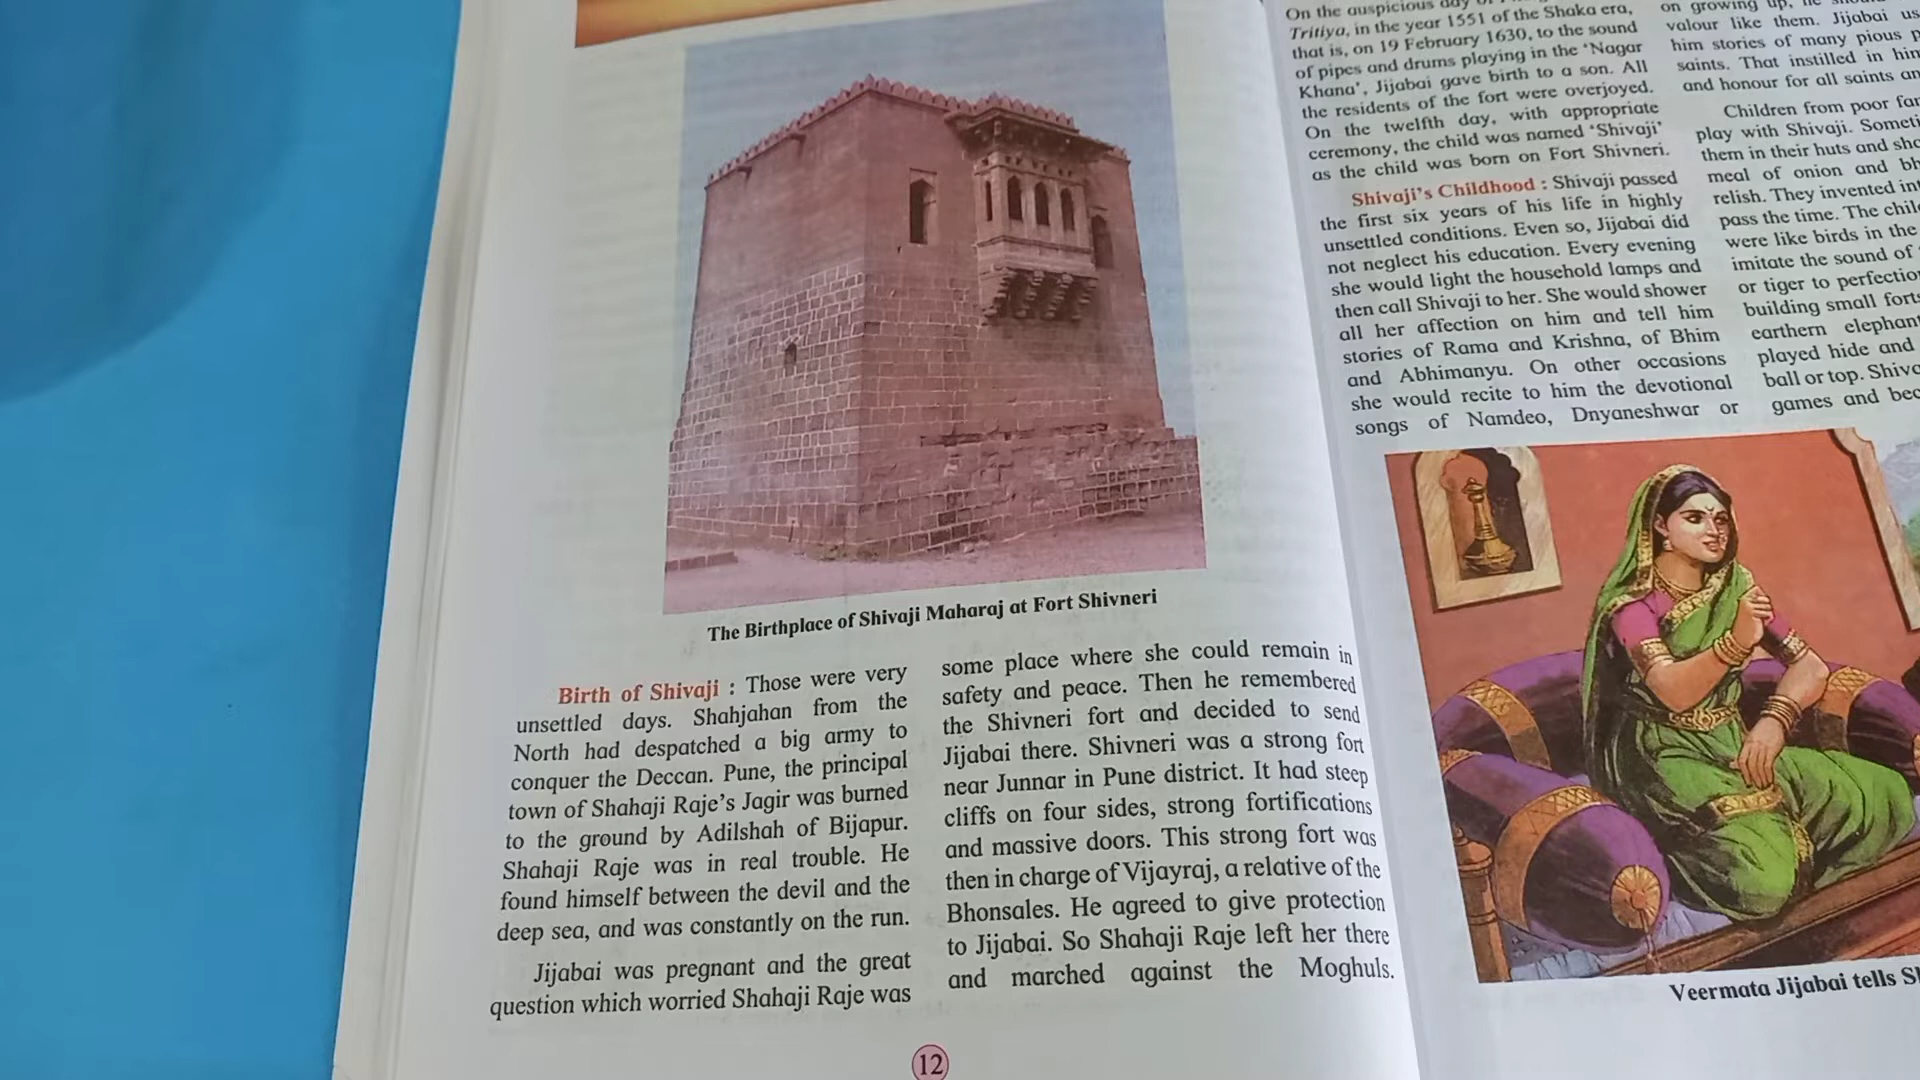 The Birthplace of Shivaji Maharaj at Fort Shivneri
Birth of Shivaji : Those were very
unsettled days. Shahjahan from the
North had despatched a big army to
conquer the Deccan. Pune, the principal
town of Shahaji Raje's Jagir was burned
to the ground by Adilshah of Bijapur.
Shahaji Raje was in real trouble. He
found himself between the devil and the
deep sea, and was constantly on the run.
Jijabai was pregnant and the great
question which worried Shahaji Raje was
some place where she could remain in
safety and peace. Then he remembered
the Shivneri fort and decided to send
Jijabai there. Shivneri was a strong fort
near Junnar in Pune district. It had steep
cliffs on four sides, strong fortifications
and massive doors. This strong fort was
then in charge of Vijayraj, a relative of the
Bhonsales. He agreed to give protection
to Jijabai. So Shahaji Raje left her there
and marched against the Moghuls.
12
On the auspicious day of
Tritiya, in the year 1551 of the Shaka era,
that is, on 19 February 1630, to the sound
of pipes and drums playing in the 'Nagar
Khana', Jijabai gave birth to a son. All
the residents of the fort were overjoyed.
On the twelfth day, with appropriate
ceremony, the child was named 'Shivaji'
as the child was born on Fort Shivneri.
Shivaji's Childhood : Shivaji passed
the first six years of his life in highly
unsettled conditions. Even so, Jijabai did
not neglect his education. Every evening
she would light the household lamps and
then call Shivaji to her. She would shower
all her affection on him and tell him
stories of Rama and Krishna, of Bhim
and Abhimanyu. On other occasions
she would recite to him the devotional
songs of Namdeo, Dnyaneshwar or
on growing up, he
valour like them. Jijabai us
him stories of many pious p
saints. That instilled in him
and honour for all saints an
Children from poor far
play with Shivaji. Someti
them in their huts and sho
meal of onion and bh
relish. They invented int
pass the time. The chil
were like birds in the
imitate the sound of
or tiger to perfectio
building small forts
earthern elephant
played hide and
ball or top. Shiva
games and bec
Veermata Jijabai tells Sh